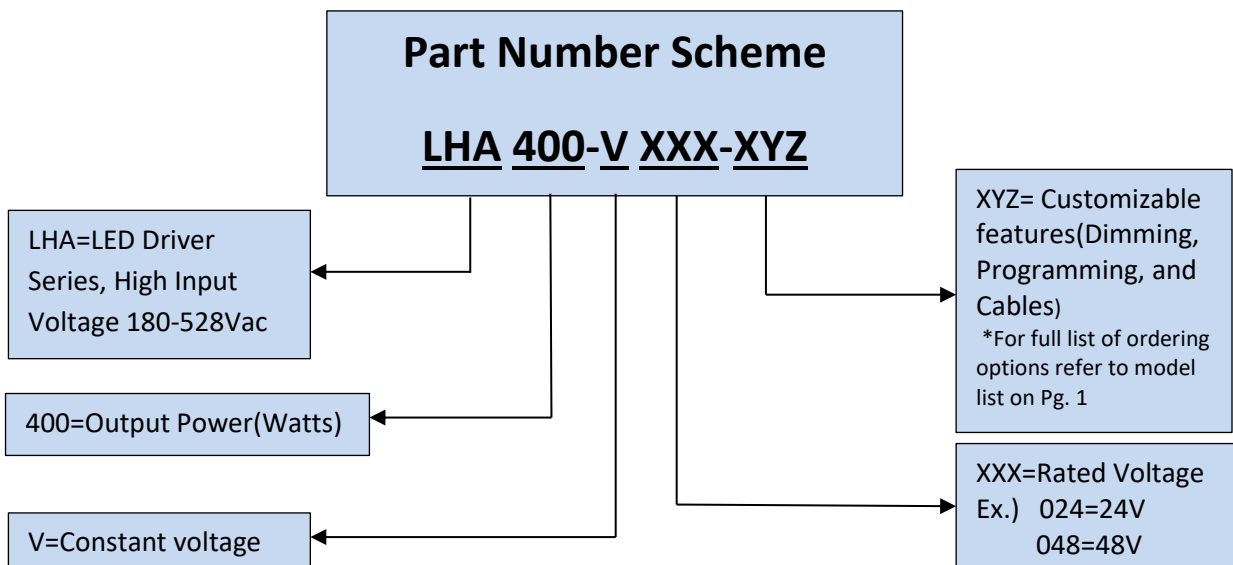 Part Number Scheme
LHA 400-V XXX-XYZ
LHA=LED Driver
Series, High Input
Voltage 180-528Vac
400=Output Power(Watts)
V=Constant voltage
XYZ= Customizable
features(Dimming,
Programming, and
Cables)
*For full list of ordering
options refer to model
list on Pg. 1
XXX=Rated Voltage
Ex.) 024=24V
048=48V